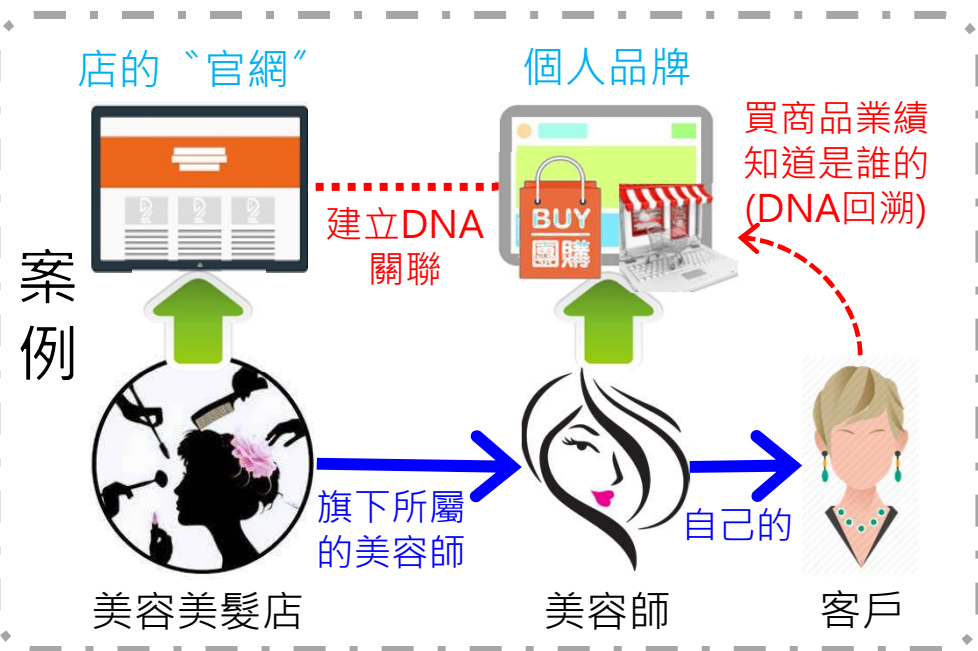 店的〝官網〞
個人品牌
買商品業績
知道是誰的
(DNA回溯)
建立DNA
關聯
BUY
團購
案
例
旗下所屬
的美容師
自己的
美容美髮店
美容師
客戶